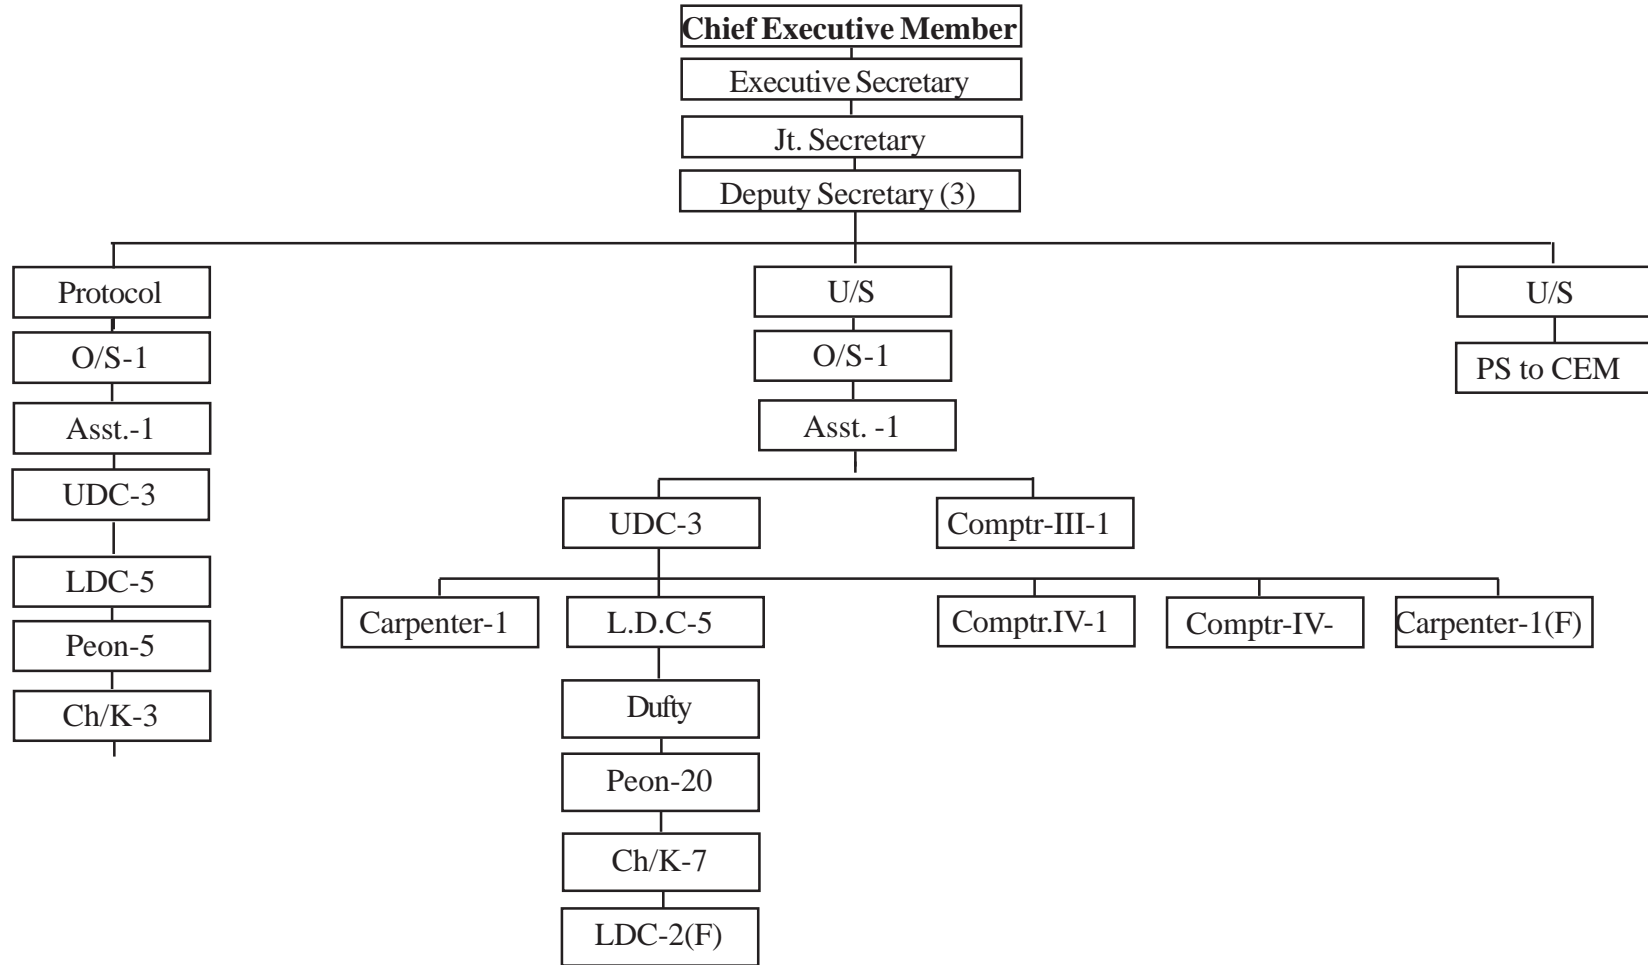 Chief Executive Member
Executive Secretary
Jt. Secretary
Deputy Secretary (3)
Protocol
U/S
U/S
O/S-1
O/S-1
PS to CEM
Asst.-1
Asst. -1
UDC-3
UDC-3
Comptr-III-1
LDC-5
Carpenter-1
L.D.C-5
Comptr.IV-1
Comptr-IV-
Carpenter-1(F)
Peon-5
Ch/K-3
Dufty
Peon-20
Ch/K-7
LDC-2(F)